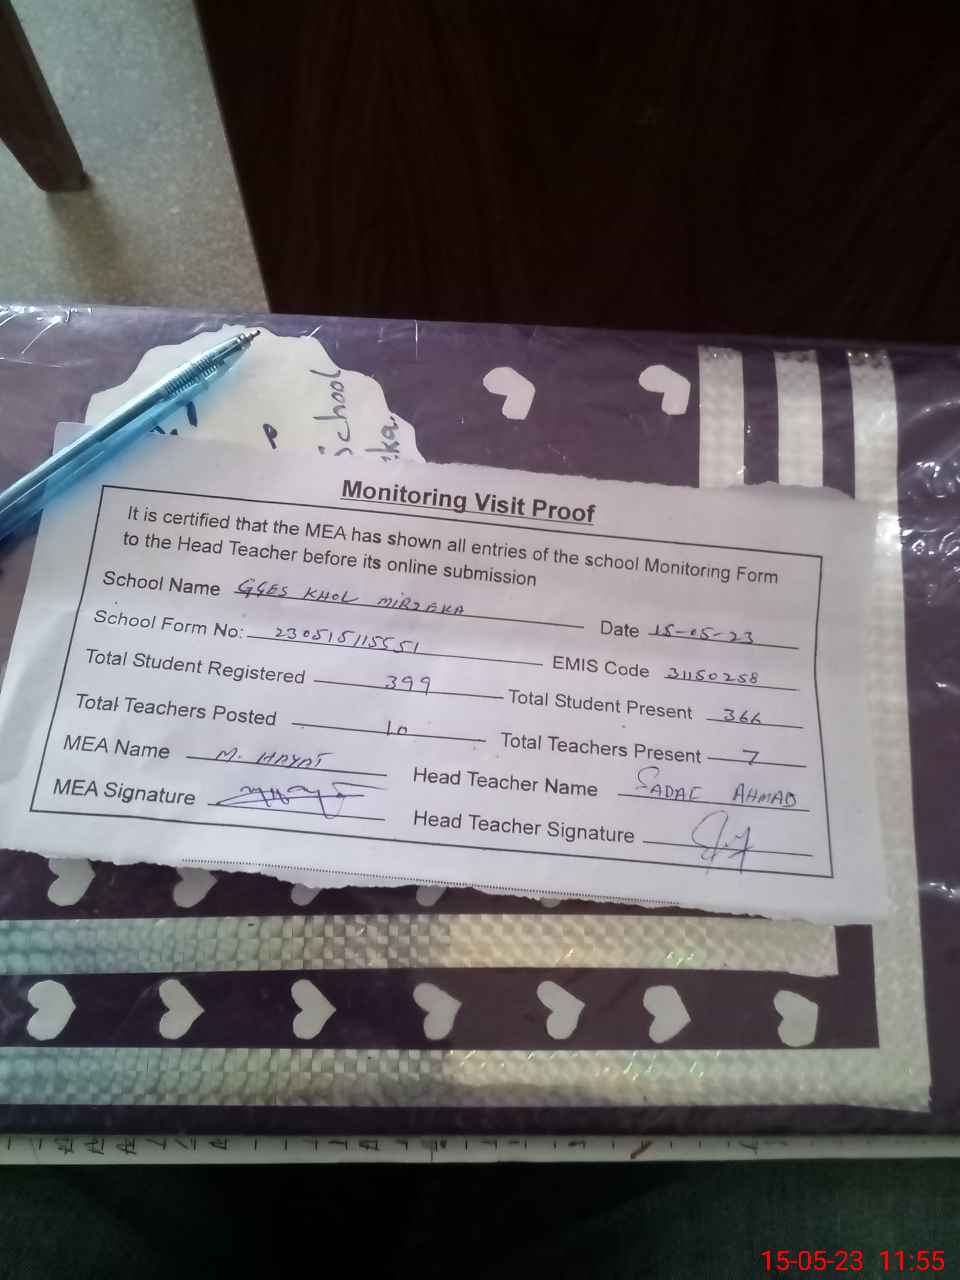 School
ka.
Monitoring Visit Proof
It is certified that the MEA has shown all entries of the school Monitoring Form
to the Head Teacher before its online submission
School Name GGES KHOL MIRZAKA Date 15-05-23
School Form No: 230515115551 EMIS Code 31150258
Total Student Registered 399 Total Student Present 366
Total Teachers Posted 10 Total Teachers Present 7
MEA Name M. HAYAT Head Teacher Name SADAF AHMAD
MEA Signature Head Teacher Signature
15-05-23 11:55